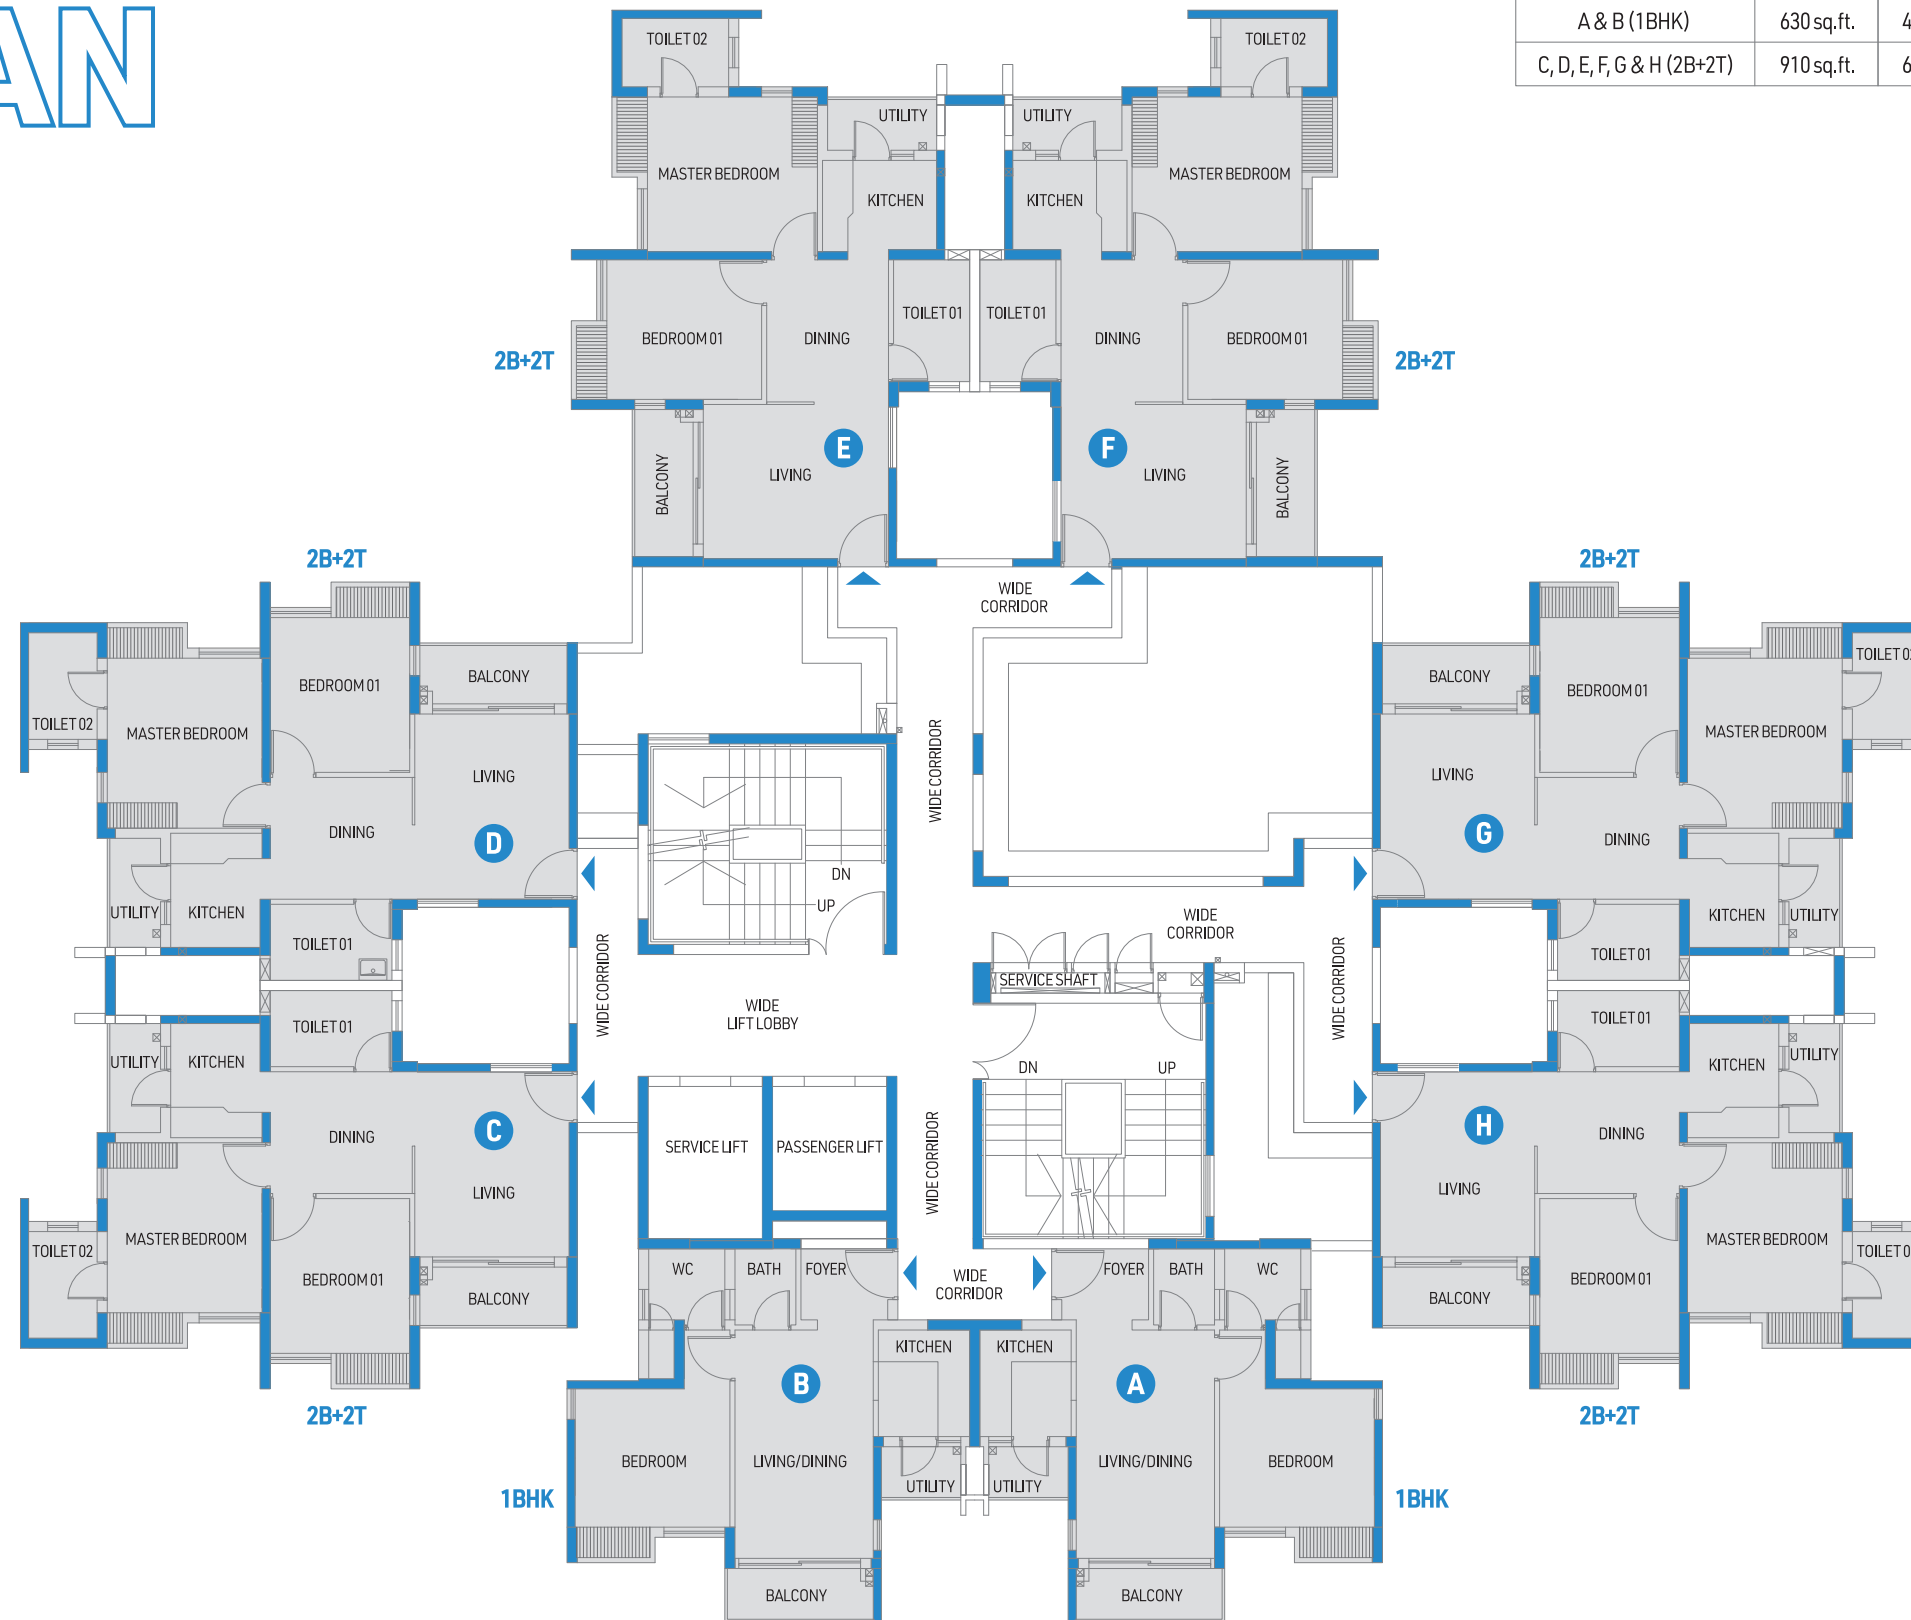 AN
A & B (1BHK) 630 sq.ft. 4
C, D, E, F, G & H (2B+2T) 910 sq.ft. 6
TOILET 02
TOILET 02
UTILITY
UTILITY
MASTER BEDROOM
MASTER BEDROOM
KITCHEN
KITCHEN
TOILET 01
TOILET 01
BEDROOM 01
DINING
DINING
BEDROOM 01
2B+2T
2B+2T
E
F
LIVING
LIVING
BALCONY
BALCONY
2B+2T
2B+2T
WIDE
CORRIDOR
BALCONY
BALCONY
BEDROOM 01
BEDROOM 01
TOILET 02
TOILET 0
MASTER BEDROOM
MASTER BEDROOM
LIVING
LIVING
WIDE CORRIDOR
DINING
DINING
D
G
DN
UP
UTILITY
KITCHEN
KITCHEN
UTILITY
WIDE
CORRIDOR
TOILET 01
TOILET 01
WIDE CORRIDOR
WIDE CORRIDOR
SERVICE SHAFT
WIDE
LIFT LOBBY
TOILET 01
TOILET 01
UTILITY
KITCHEN
KITCHEN
UTILITY
DN
UP
C
H
DINING
DINING
SERVICE LIFT
PASSENGER LIFT
WIDE CORRIDOR
LIVING
LIVING
MASTER BEDROOM
MASTER BEDROOM
TOILET 02
TOILET 0
BEDROOM 01
BEDROOM 01
BALCONY
BALCONY
WC
BATH
FOYER
WIDE
CORRIDOR
FOYER
BATH
WC
KITCHEN
KITCHEN
B
A
2B+2T
2B+2T
BEDROOM
LIVING/DINING
LIVING/DINING
BEDROOM
UTILITY
UTILITY
1BHK
1BHK
BALCONY
BALCONY